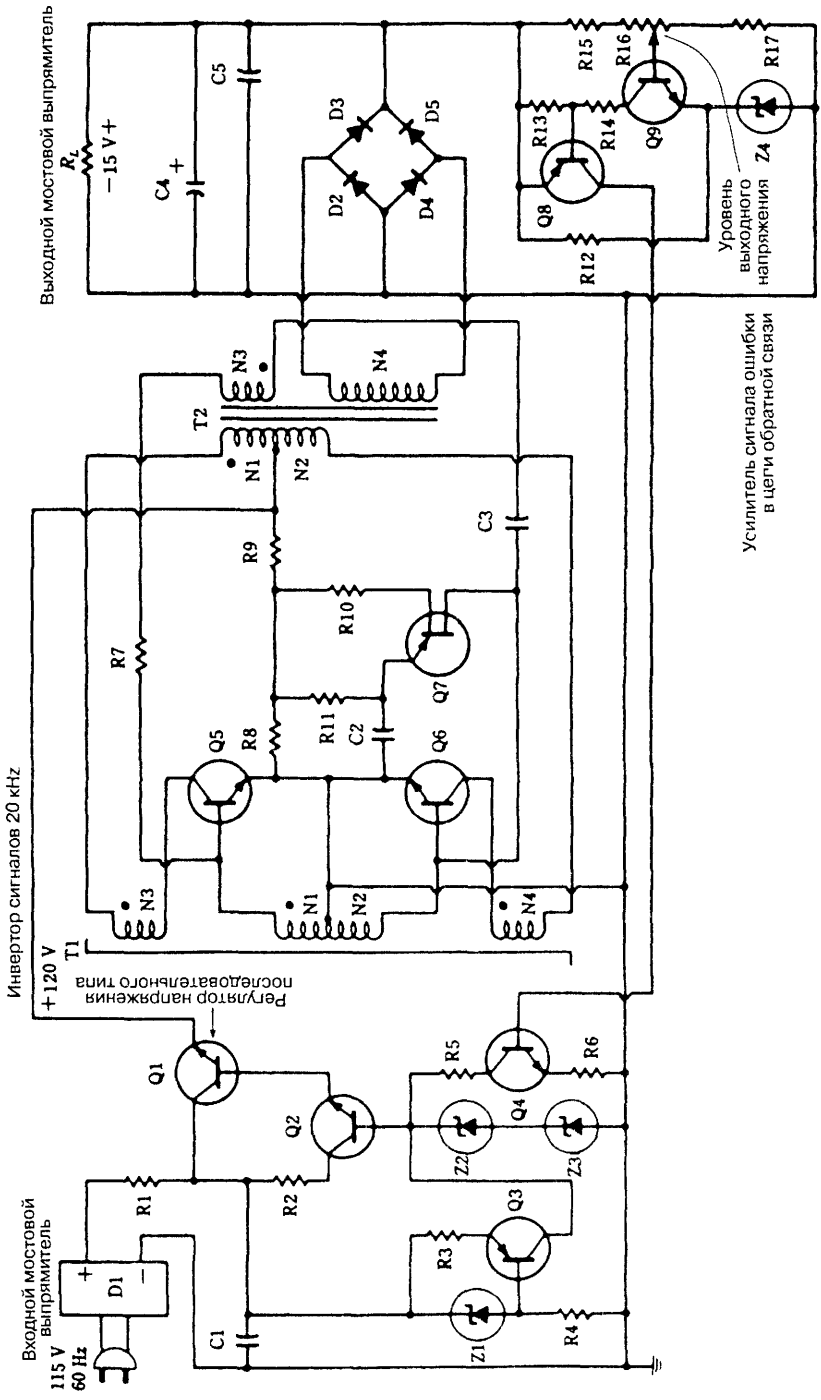 Входной мостовой
выпрямитель
115 V
60 Hz
D1
+
−
R1
C1
R2
Q1
Q2
Z1
R3
Q3
R4
Z2
Z3
Q4
R5
R6
Регулятор напряжения
последовательного типа
+120 V
Инвертор сигналов 20 kHz
T1
N3
N1
N2
N4
Q5
Q6
R7
R8
R9
R10
R11
C2
Q7
C3
T2
N1
N2
N3
N4
Выходной мостовой выпрямитель
R_L
− 15 V +
C4
+
C5
D2
D3
D4
D5
R12
Q8
R13
R14
Q9
R15
R16
R17
Z4
Уровень
выходного
напряжения
Усилитель сигнала ошибки
в цеги обратной связи